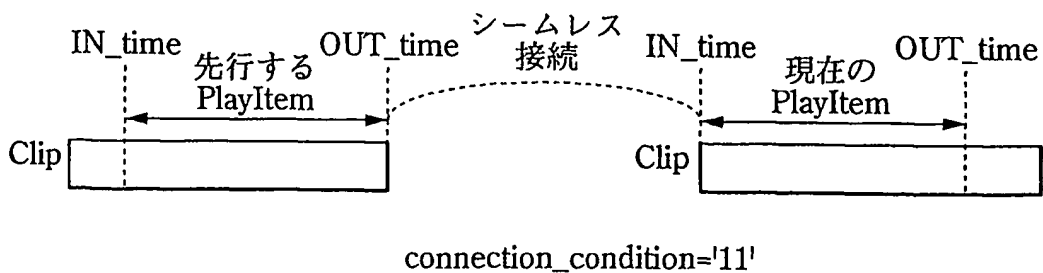 IN_time
OUT_time
シームレス
接続
IN_time
OUT_time
先行する
PlayItem
現在の
PlayItem
Clip
Clip
connection_condition='11'